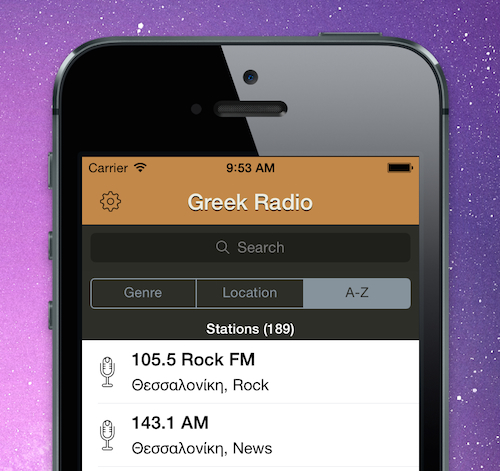 Carrier 9:53 AM
Greek Radio
Search
Genre Location A-Z
Stations (189)
105.5 Rock FM
Θεσσαλονίκη, Rock
143.1 AM
Θεσσαλονίκη, News